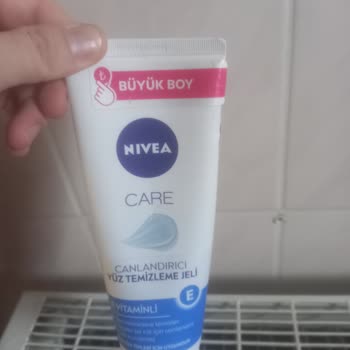 ₺
BÜYÜK BOY
NIVEA
CARE
CANLANDIRICI
YÜZ TEMİZLEME JELİ
E
VİTAMİNLİ